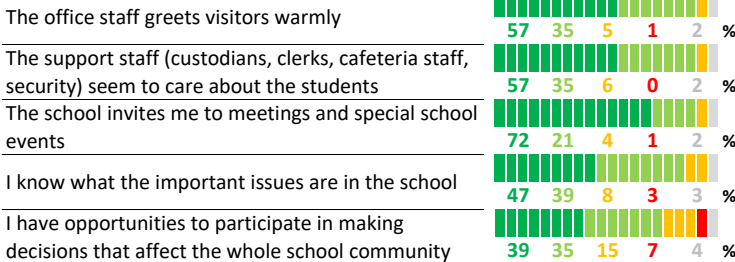 The office staff greets visitors warmly
57 35 5 1 2 %
The support staff (custodians, clerks, cafeteria staff,
security) seem to care about the students
57 35 6 0 2 %
The school invites me to meetings and special school
events
72 21 4 1 2 %
I know what the important issues are in the school
47 39 8 3 3 %
I have opportunities to participate in making
decisions that affect the whole school community
39 35 15 7 4 %